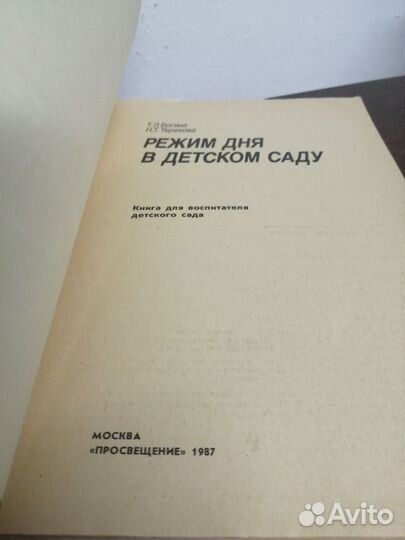 Т. Л. Богина
Н. Т. Терехова
РЕЖИМ ДНЯ
В ДЕТСКОМ САДУ
Книга для воспитателя
детского сада
МОСКВА
«ПРОСВЕЩЕНИЕ» 1987
Avito